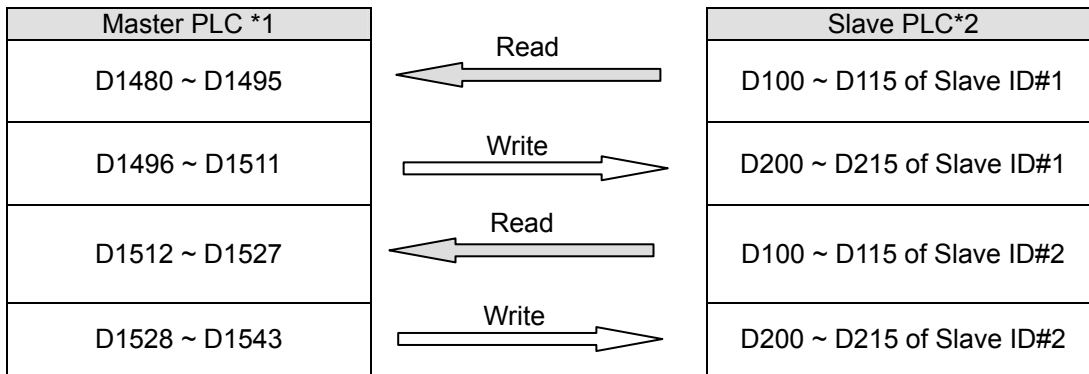 Master PLC *1
Slave PLC*2
D1480 ~ D1495
Read
D100 ~ D115 of Slave ID#1
D1496 ~ D1511
Write
D200 ~ D215 of Slave ID#1
D1512 ~ D1527
Read
D100 ~ D115 of Slave ID#2
D1528 ~ D1543
Write
D200 ~ D215 of Slave ID#2